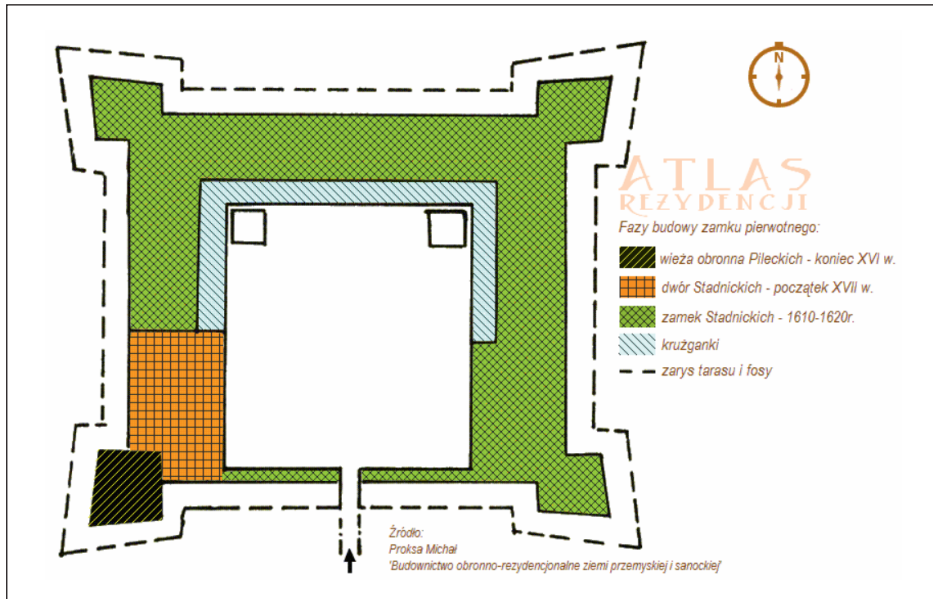 N
ATLAS
REZYDENCJI
Fazy budowy zamku pierwotnego:
wieża obronna Pileckich - koniec XVI w.
dwór Stadnickich - początek XVII w.
zamek Stadnickich - 1610-1620r.
krużganki
zarys tarasu i fosy
Źródło:
Proksa Michał
'Budownictwo obronno-rezydencjonalne ziemi przemyskiej i sanockiej'